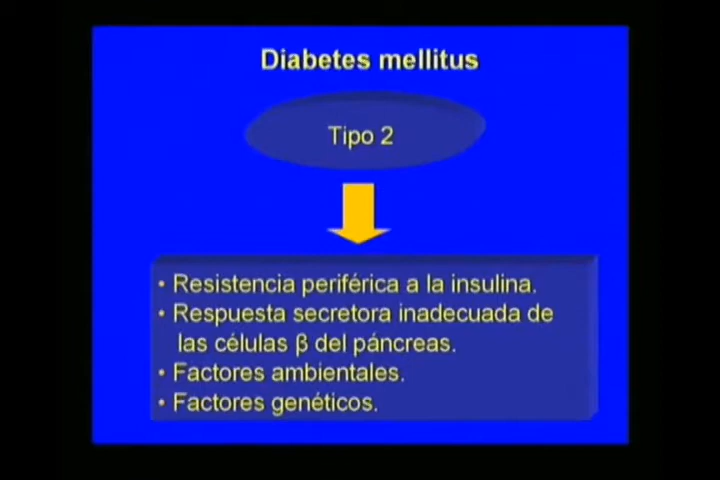 Diabetes mellitus
Tipo 2
• Resistencia periférica a la insulina.
• Respuesta secretora inadecuada de
las células β del páncreas.
• Factores ambientales.
• Factores genéticos.